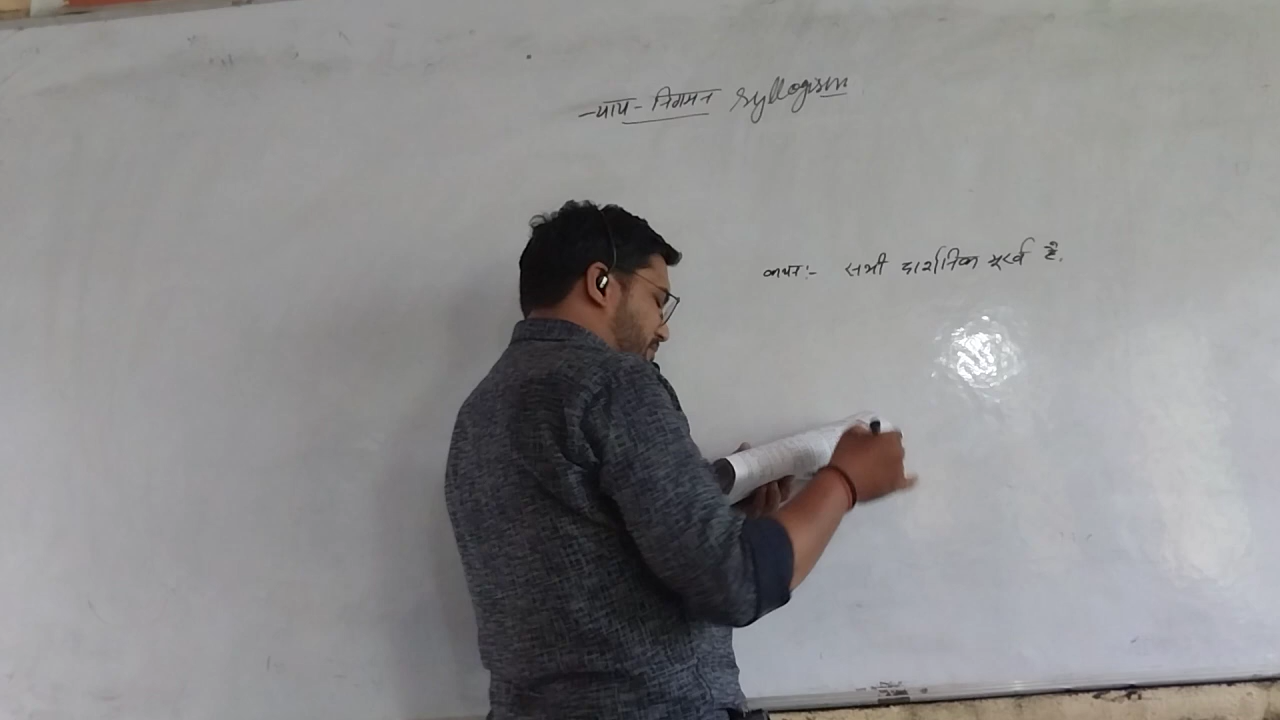 न्याय - निगमन Syllogism
कथन :- सभी दार्शनिक मूर्ख है.